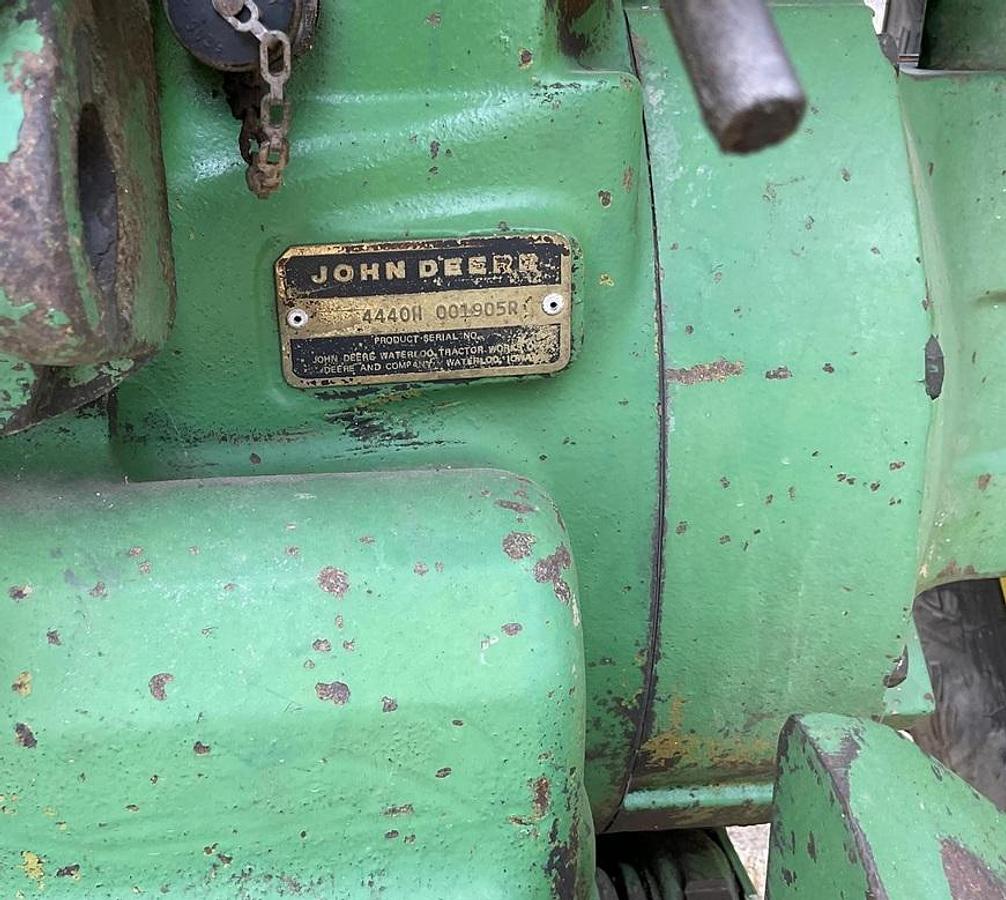 JOHN DEERE
4440H 001905R
PRODUCT SERIAL NO.
JOHN DEERE WATERLOO TRACTOR WORKS
DEERE AND COMPANY WATERLOO, IOWA